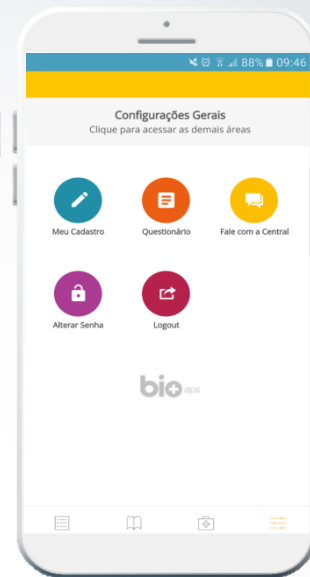 88% 09:46
Configurações Gerais
Clique para acessar as demais áreas
Meu Cadastro Questionário Fale com a Central
Alterar Senha Logout
bio aps